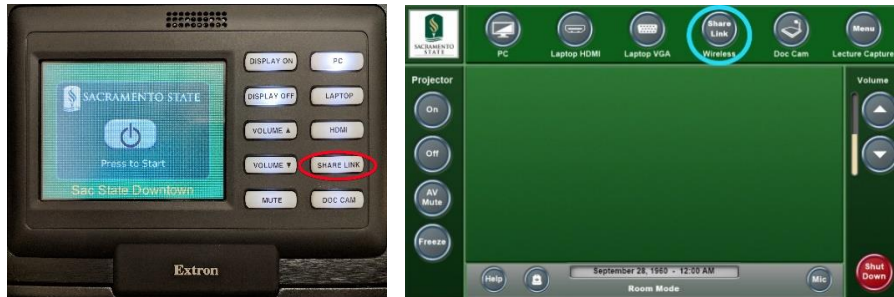 SACRAMENTO STATE
Press to Start
Sac State Downtown
DISPLAY ON
PC
DISPLAY OFF
LAPTOP
VOLUME ▲
HDMI
VOLUME ▼
SHARE LINK
MUTE
DOC CAM
Extron
SACRAMENTO
STATE
PC
Laptop HDMI
Laptop VGA
Share
Link
Wireless
Doc Cam
Menu
Lecture Capture
Projector
On
Off
AV
Mute
Freeze
Volume
Help
September 28, 1960 - 12:00 AM
Room Mode
Mic
Shut
Down